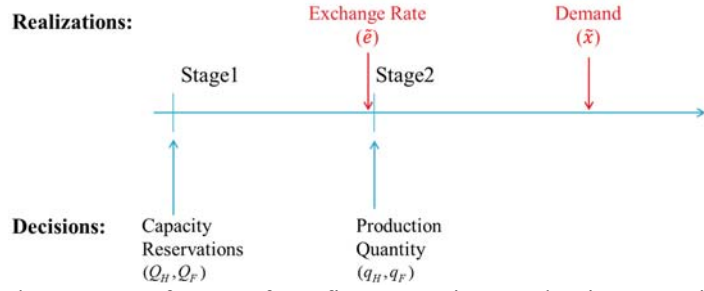 Realizations:
Exchange Rate
(ẽ)
Demand
(x̃)
Stage1
Stage2
Decisions:
Capacity
Reservations
(Q_H, Q_F)
Production
Quantity
(q_H, q_F)